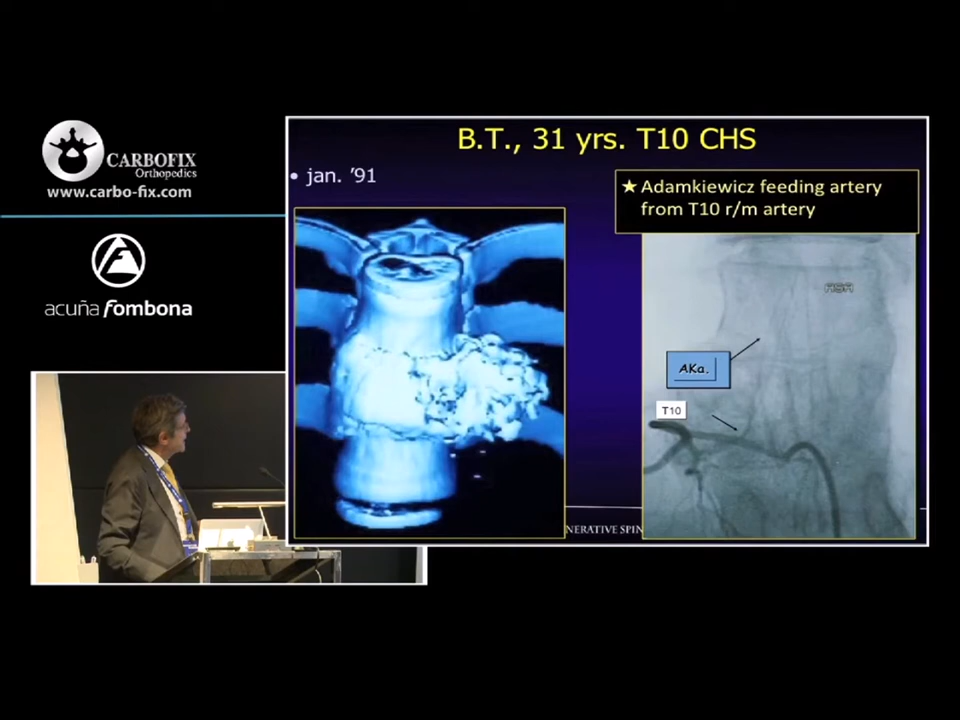 CARBOFIX
Orthopedics
www.carbo-fix.com
acuña fombona
B.T., 31 yrs. T10 CHS
• jan. '91
★ Adamkiewicz feeding artery
from T10 r/m artery
ASA
AKa.
T10
NERATIVE SPIN